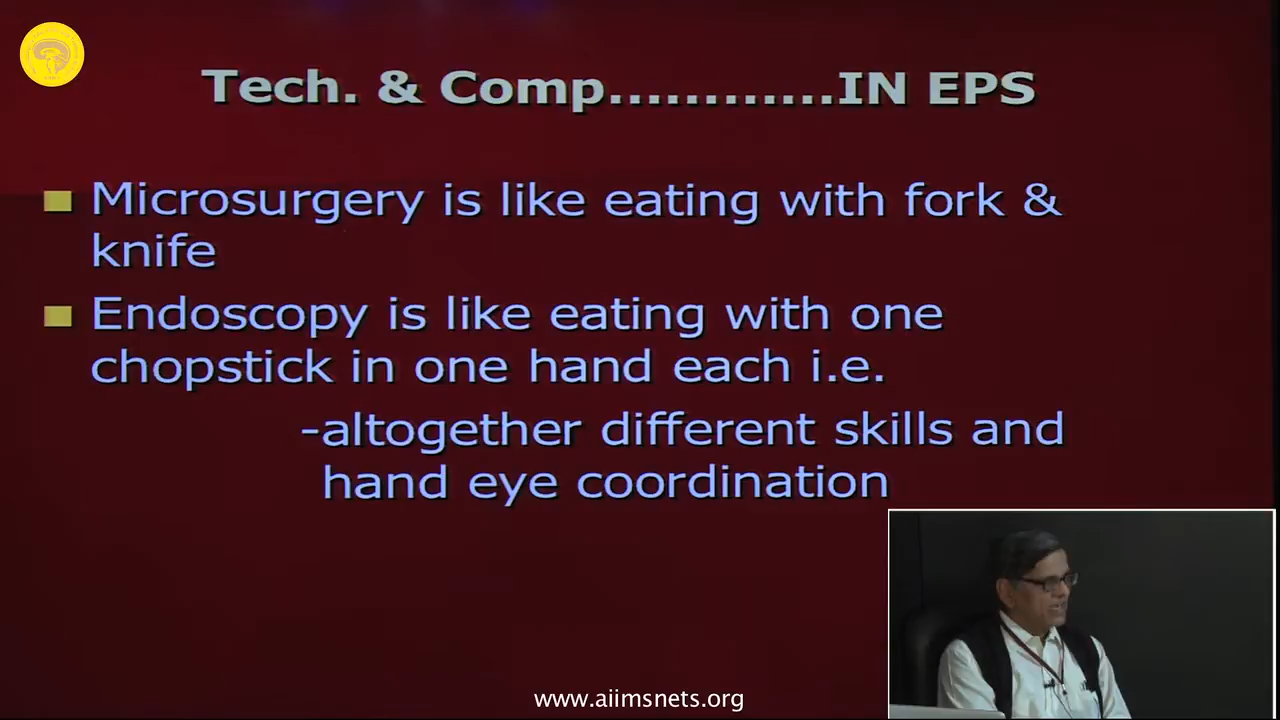 Tech. & Comp............IN EPS
Microsurgery is like eating with fork &
knife
Endoscopy is like eating with one
chopstick in one hand each i.e.
-altogether different skills and
hand eye coordination
www.aiimsnets.org